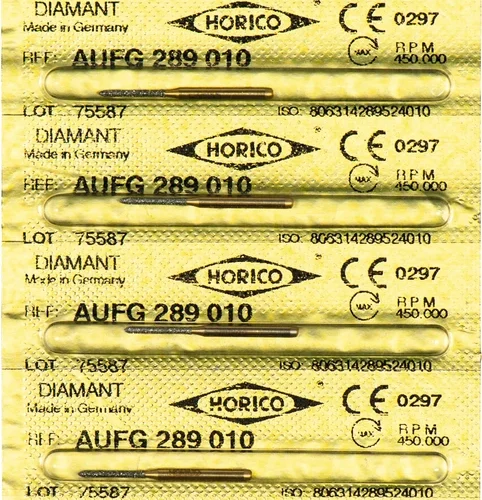 DIAMANT
Made in Germany
HORICO
CE 0297
REF: AUFG 289 010
MAX.
RPM
450.000
LOT 75587
ISO: 806314289524010
DIAMANT
Made in Germany
HORICO
CE 0297
REF: AUFG 289 010
MAX.
RPM
450.000
LOT 75587
ISO: 806314289524010
DIAMANT
Made in Germany
HORICO
CE 0297
REF: AUFG 289 010
MAX.
RPM
450.000
LOT 75587
ISO: 806314289524010
DIAMANT
Made in Germany
HORICO
CE 0297
REF: AUFG 289 010
MAX.
RPM
450.000
LOT 75587
ISO: 806314289524010